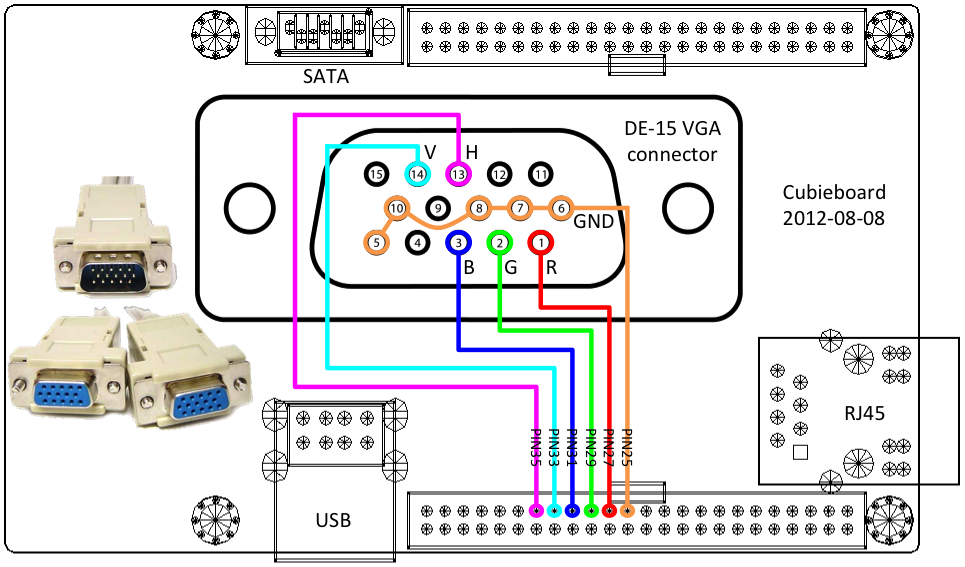 SATA
DE-15 VGA
connector
Cubieboard
2012-08-08
V H
15 14 13 12 11
10 9 8 7 6
GND
5 4 3 2 1
B G R
RJ45
PIN35 PIN33 PIN31 PIN29 PIN27 PIN25
USB